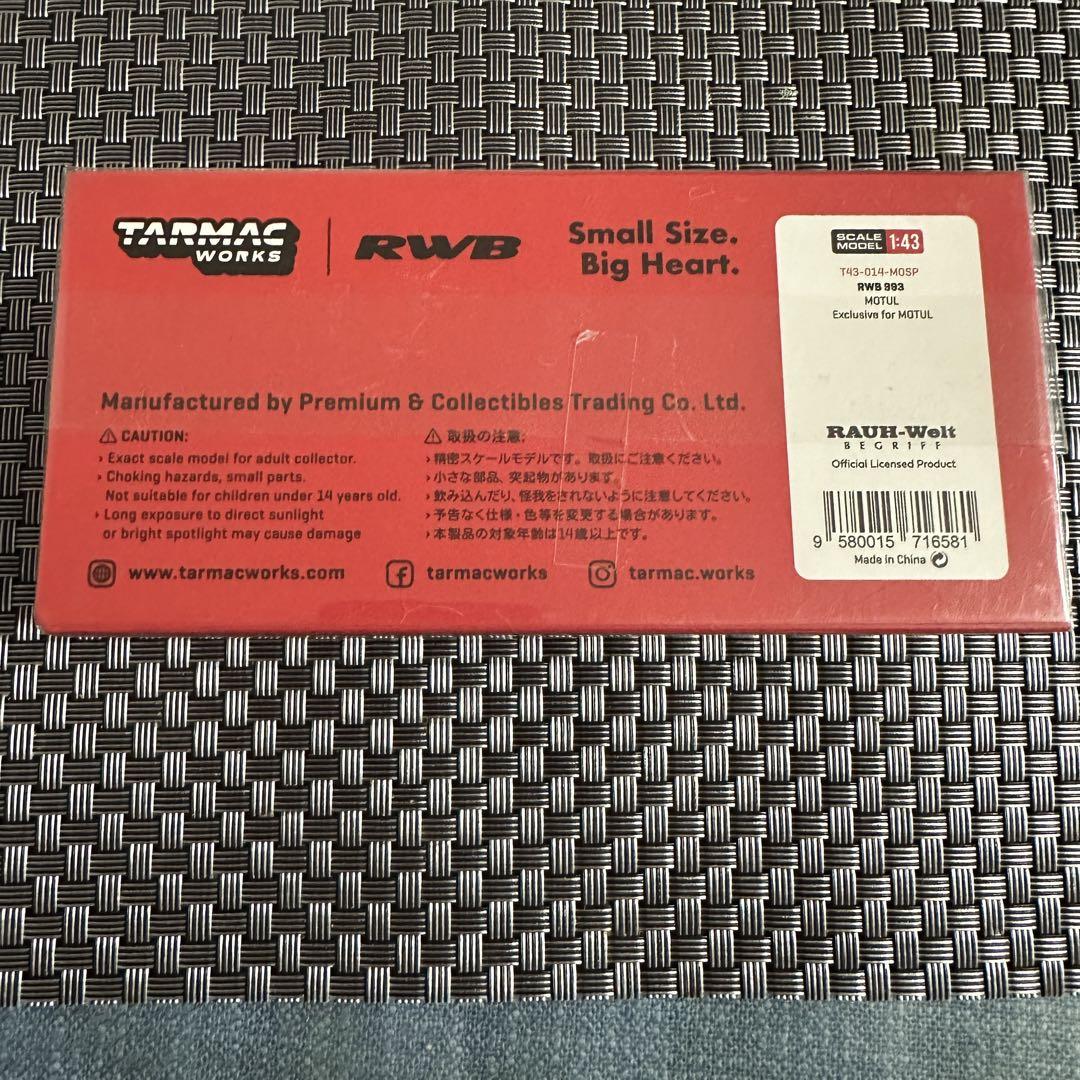 TARMAC
WORKS
RWB
Small Size.
Big Heart.
SCALE
MODEL 1:43
T43-014-MOSP
RWB 993
MOTUL
Exclusive for MOTUL
Manufactured by Premium & Collectibles Trading Co. Ltd.
CAUTION:
› Exact scale model for adult collector.
› Choking hazards, small parts.
Not suitable for children under 14 years old.
› Long exposure to direct sunlight
or bright spotlight may cause damage
取扱の注意:
›精密スケールモデルです。取扱にご注意ください。
›小さな部品、突起物があります。
›飲み込んだり、怪我をされないように注意してください。
›予告なく仕様・色等を変更する場合があります。
›本製品の対象年齢は14歳以上です。
RAUH-Welt
BEGRIFF
Official Licensed Product
9 580015 716581
Made in China
www.tarmacworks.com
tarmacworks
tarmac.works